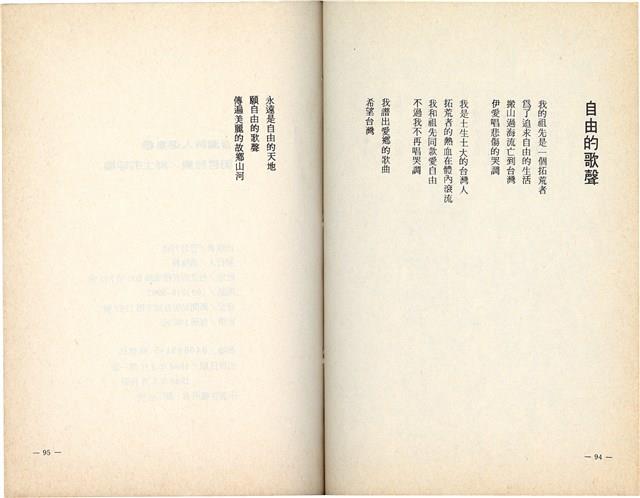 自由的歌聲
我的祖先是一個拓荒者
爲了追求自由的生活
搬山過海流亡到台灣
伊愛唱悲傷的哭調
我是土生土大的台灣人
拓荒者的熱血在體內滾流
我和祖先同款愛自由
不過我不再唱哭調
我譜出愛鄉的歌曲
希望台灣
— 94 —
永遠是自由的天地
願自由的歌聲
傳遍美麗的故鄉山河
— 95 —